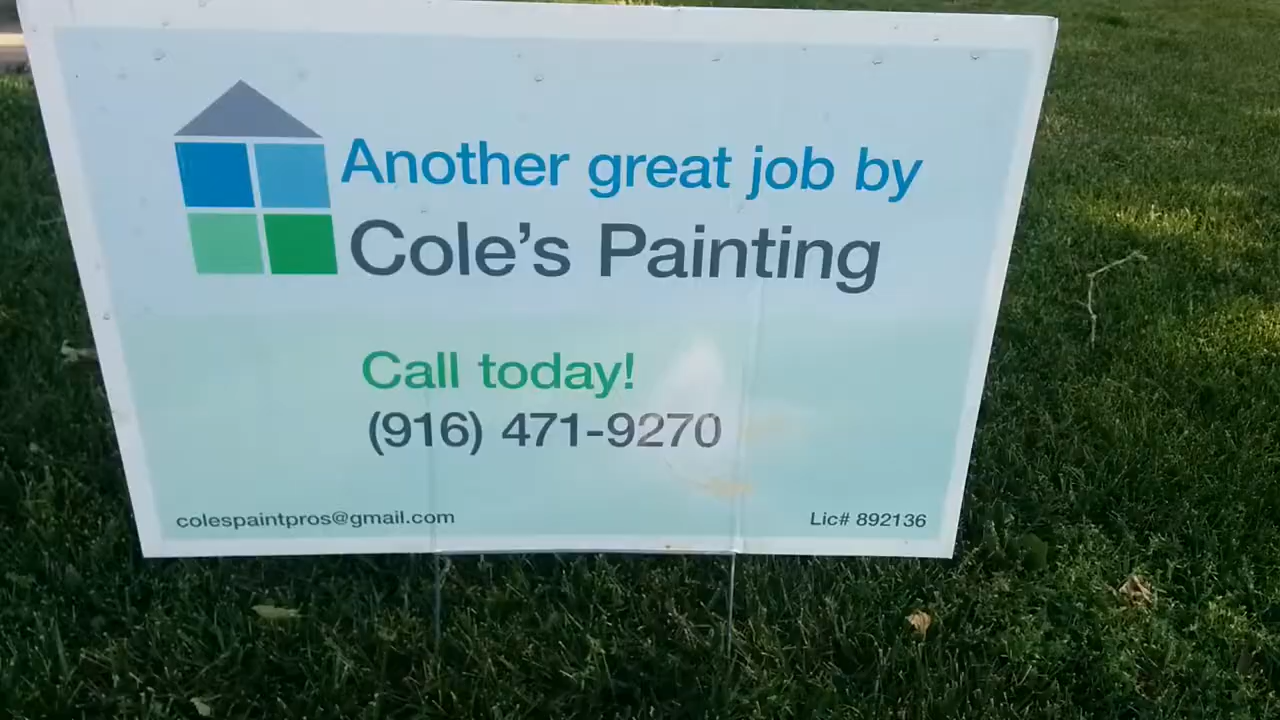 Another great job by
Cole's Painting
Call today!
(916) 471-9270
colespaintpros@gmail.com
Lic# 892136